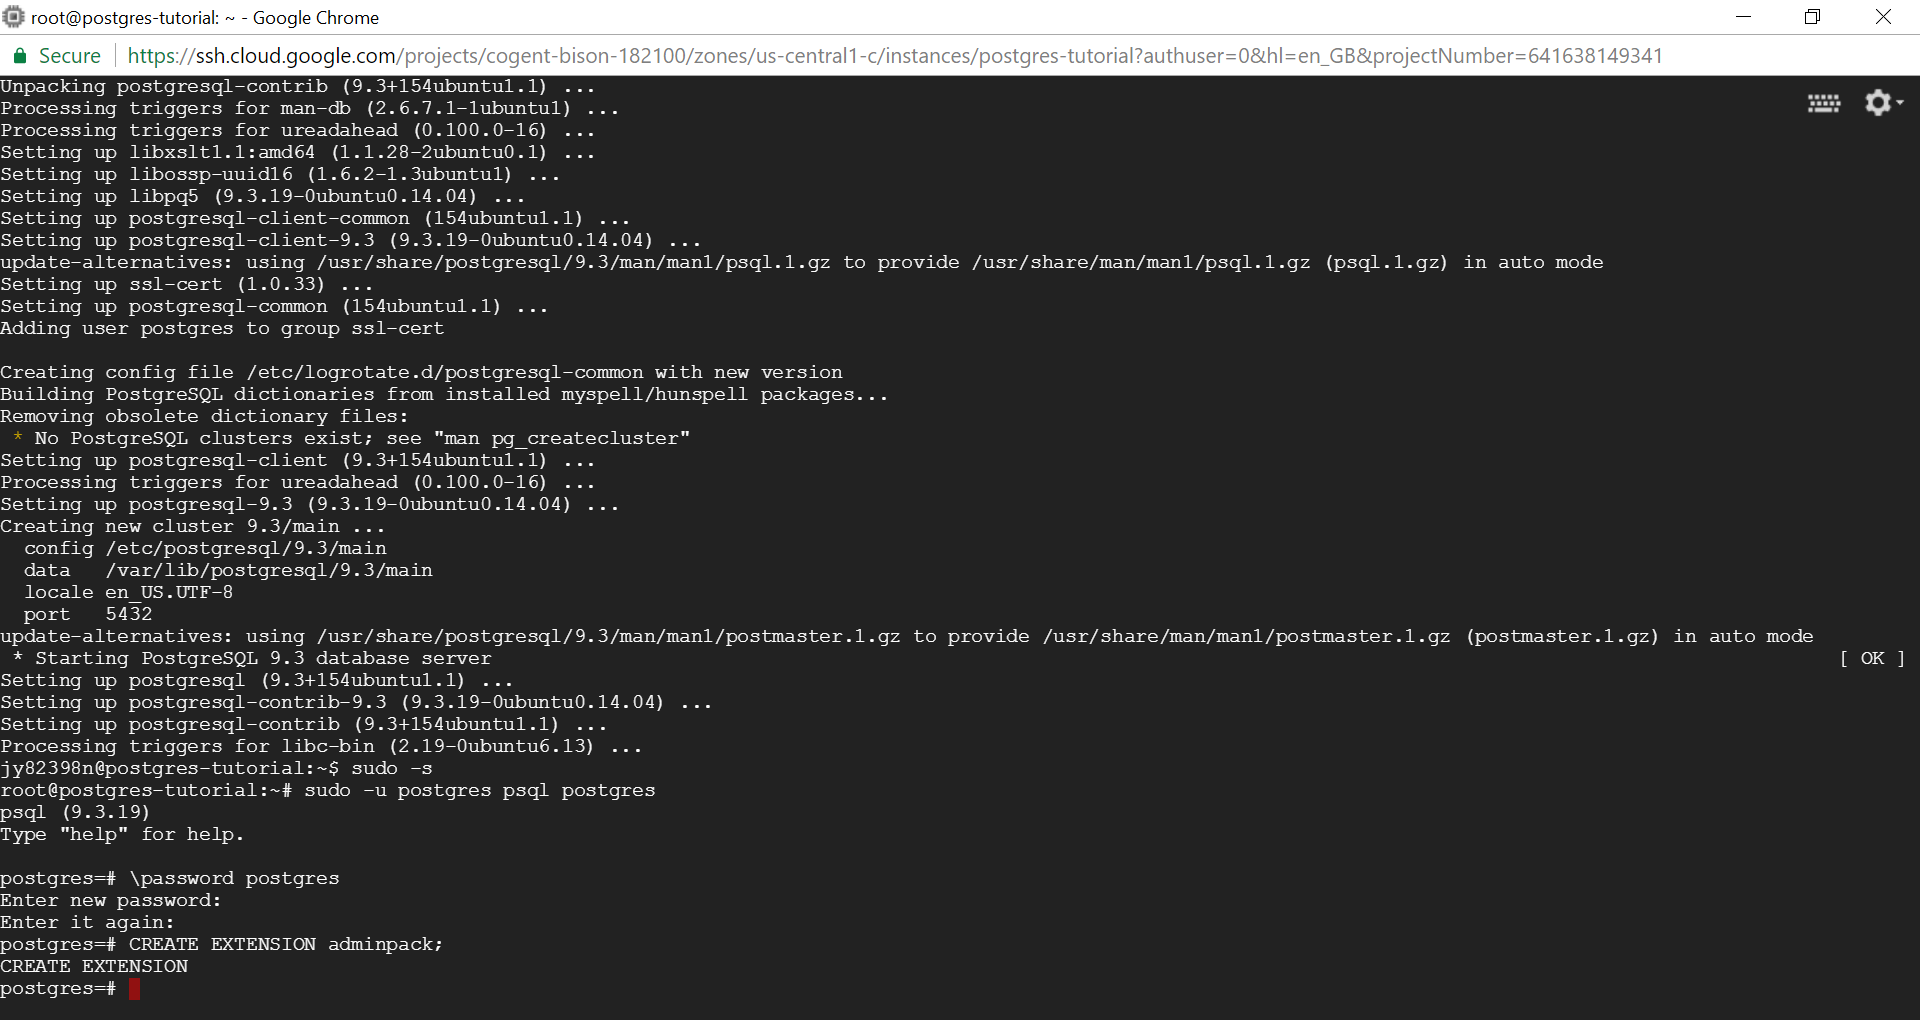 root@postgres-tutorial: ~ - Google Chrome
Secure https://ssh.cloud.google.com/projects/cogent-bison-182100/zones/us-central1-c/instances/postgres-tutorial?authuser=0&hl=en_GB&projectNumber=641638149341
Unpacking postgresql-contrib (9.3+154ubuntu1.1) ...
Processing triggers for man-db (2.6.7.1-1ubuntu1) ...
Processing triggers for ureadahead (0.100.0-16) ...
Setting up libxslt1.1:amd64 (1.1.28-2ubuntu0.1) ...
Setting up libossp-uuid16 (1.6.2-1.3ubuntu1) ...
Setting up libpq5 (9.3.19-0ubuntu0.14.04) ...
Setting up postgresql-client-common (154ubuntu1.1) ...
Setting up postgresql-client-9.3 (9.3.19-0ubuntu0.14.04) ...
update-alternatives: using /usr/share/postgresql/9.3/man/man1/psql.1.gz to provide /usr/share/man/man1/psql.1.gz (psql.1.gz) in auto mode
Setting up ssl-cert (1.0.33) ...
Setting up postgresql-common (154ubuntu1.1) ...
Adding user postgres to group ssl-cert
Creating config file /etc/logrotate.d/postgresql-common with new version
Building PostgreSQL dictionaries from installed myspell/hunspell packages...
Removing obsolete dictionary files:
 * No PostgreSQL clusters exist; see "man pg_createcluster"
Setting up postgresql-client (9.3+154ubuntu1.1) ...
Processing triggers for ureadahead (0.100.0-16) ...
Setting up postgresql-9.3 (9.3.19-0ubuntu0.14.04) ...
Creating new cluster 9.3/main ...
  config /etc/postgresql/9.3/main
  data   /var/lib/postgresql/9.3/main
  locale en_US.UTF-8
  port   5432
update-alternatives: using /usr/share/postgresql/9.3/man/man1/postmaster.1.gz to provide /usr/share/man/man1/postmaster.1.gz (postmaster.1.gz) in auto mode
 * Starting PostgreSQL 9.3 database server [ OK ]
Setting up postgresql (9.3+154ubuntu1.1) ...
Setting up postgresql-contrib-9.3 (9.3.19-0ubuntu0.14.04) ...
Setting up postgresql-contrib (9.3+154ubuntu1.1) ...
Processing triggers for libc-bin (2.19-0ubuntu6.13) ...
jy82398n@postgres-tutorial:~$ sudo -s
root@postgres-tutorial:~# sudo -u postgres psql postgres
psql (9.3.19)
Type "help" for help.
postgres=# \password postgres
Enter new password:
Enter it again:
postgres=# CREATE EXTENSION adminpack;
CREATE EXTENSION
postgres=#